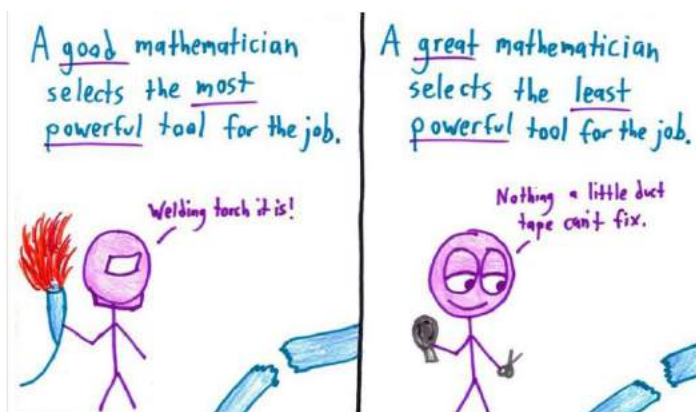 A good mathematician
selects the most
powerful tool for the job.
Welding torch it is!
A great mathematician
selects the least
powerful tool for the job.
Nothing a little duct
tape can't fix.